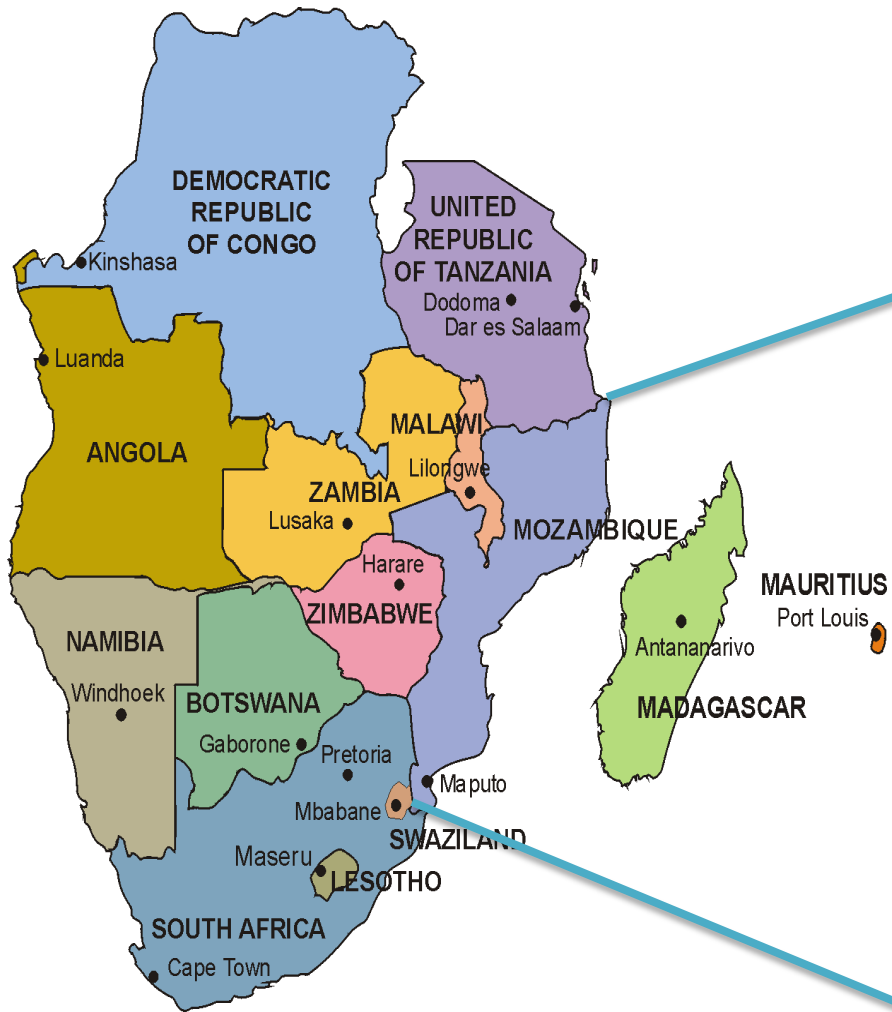 DEMOCRATIC
REPUBLIC
OF CONGO
Kinshasa
UNITED
REPUBLIC
OF TANZANIA
Dodoma
Dar es Salaam
Luanda
ANGOLA
MALAWI
Lilongwe
ZAMBIA
Lusaka
MOZAMBIQUE
Harare
ZIMBABWE
MAURITIUS
Port Louis
Antananarivo
MADAGASCAR
NAMIBIA
Windhoek
BOTSWANA
Gaborone
Pretoria
Maputo
Mbabane
SWAZILAND
Maseru
LESOTHO
SOUTH AFRICA
Cape Town